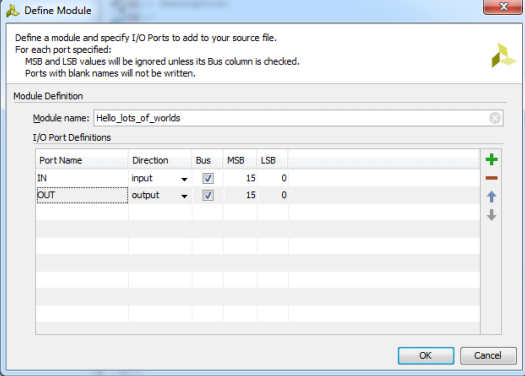 Define Module
Define a module and specify I/O Ports to add to your source file.
For each port specified:
MSB and LSB values will be ignored unless its Bus column is checked.
Ports with blank names will not be written.
Module Definition
Module name: Hello_lots_of_worlds
I/O Port Definitions
Port Name Direction Bus MSB LSB
IN input 15 0
OUT output 15 0
OK Cancel